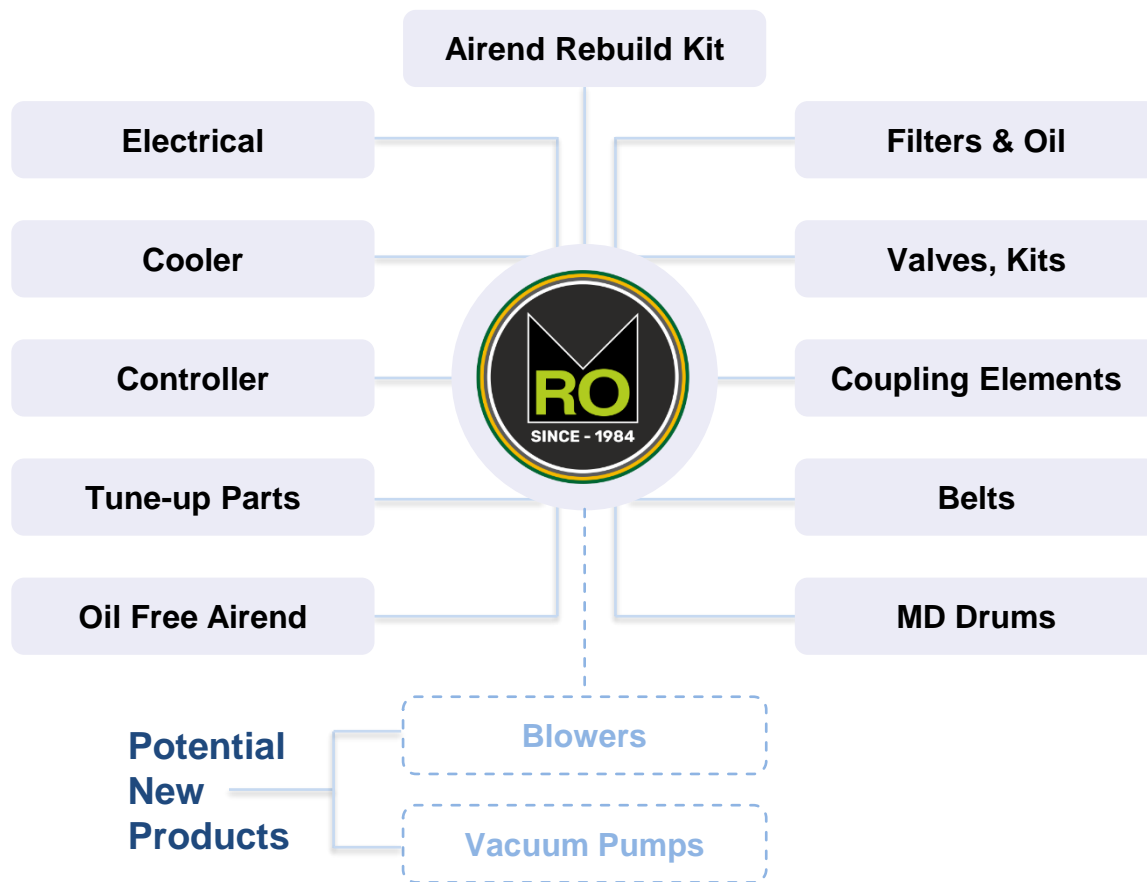 Airend Rebuild Kit
Electrical
Filters & Oil
Cooler
Valves, Kits
Controller
Coupling Elements
RO
SINCE - 1984
Tune-up Parts
Belts
Oil Free Airend
MD Drums
Potential
New
Products
Blowers
Vacuum Pumps